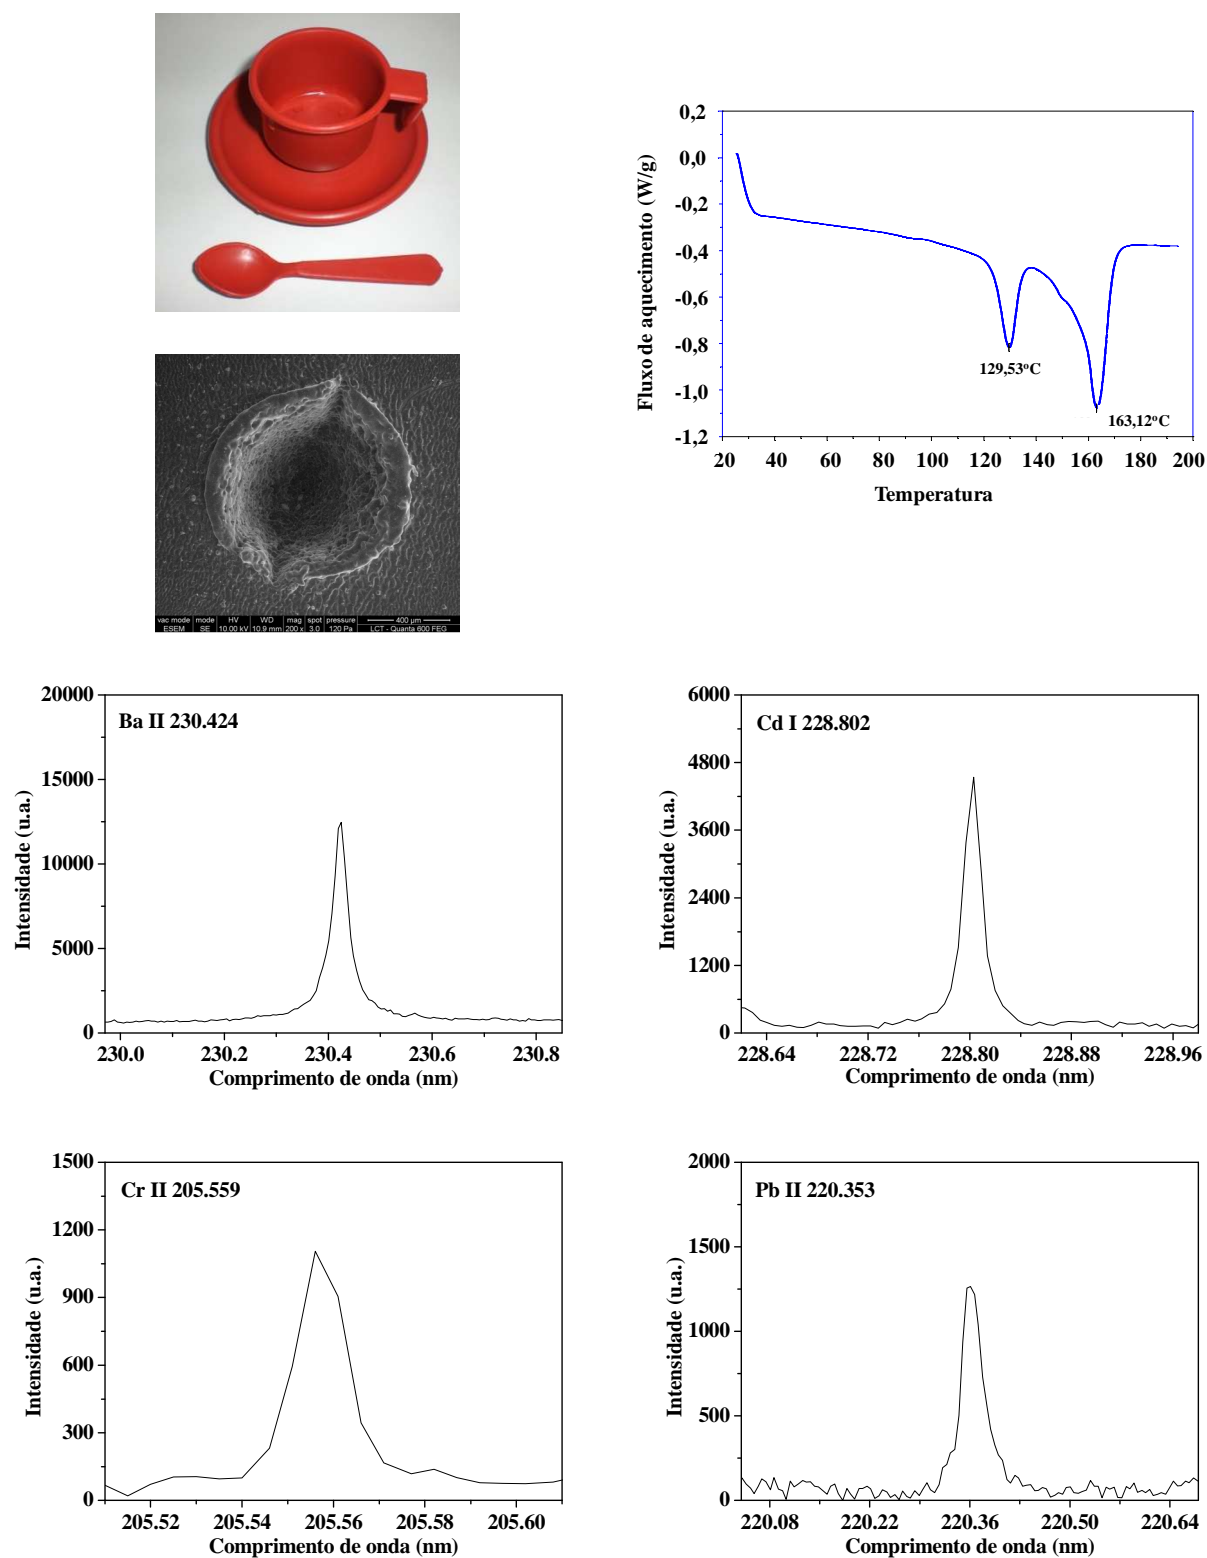 0,2
0,0
-0,2
-0,4
-0,6
-0,8
-1,0
-1,2
Fluxo de aquecimento (W/g)
129,53ºC
163,12ºC
20 40 60 80 100 120 140 160 180 200
Temperatura
vac mode mode HV WD mag spot pressure 400 µm
ESEM SE 10.00 kV 10.9 mm 200 x 3.0 120 Pa LCT - Quanta 600 FEG
Ba II 230.424
20000
15000
10000
5000
0
Intensidade (u.a.)
230.0 230.2 230.4 230.6 230.8
Comprimento de onda (nm)
Cd I 228.802
6000
4800
3600
2400
1200
0
Intensidade (u.a.)
228.64 228.72 228.80 228.88 228.96
Comprimento de onda (nm)
Cr II 205.559
1500
1200
900
600
300
0
Intensidade (u.a.)
205.52 205.54 205.56 205.58 205.60
Comprimento de onda (nm)
Pb II 220.353
2000
1500
1000
500
0
Intensidade (u.a.)
220.08 220.22 220.36 220.50 220.64
Comprimento de onda (nm)